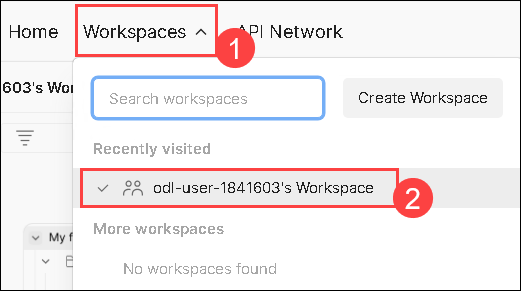 Home Workspaces API Network
1
603's Wor
Search workspaces Create Workspace
Recently visited
odl-user-1841603's Workspace
2
More workspaces
My f
No workspaces found